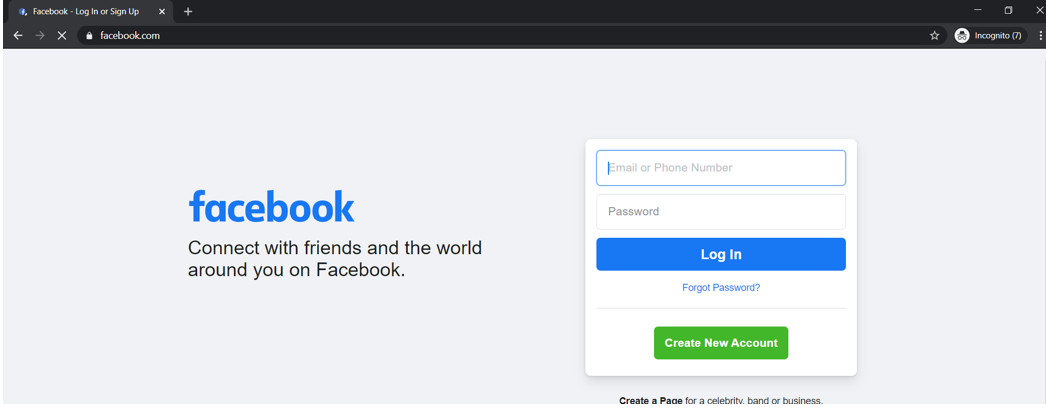 Facebook - Log In or Sign Up
facebook.com
Incognito (7)
facebook
Connect with friends and the world
around you on Facebook.
Email or Phone Number
Password
Log In
Forgot Password?
Create New Account
Create a Page for a celebrity, band or business.